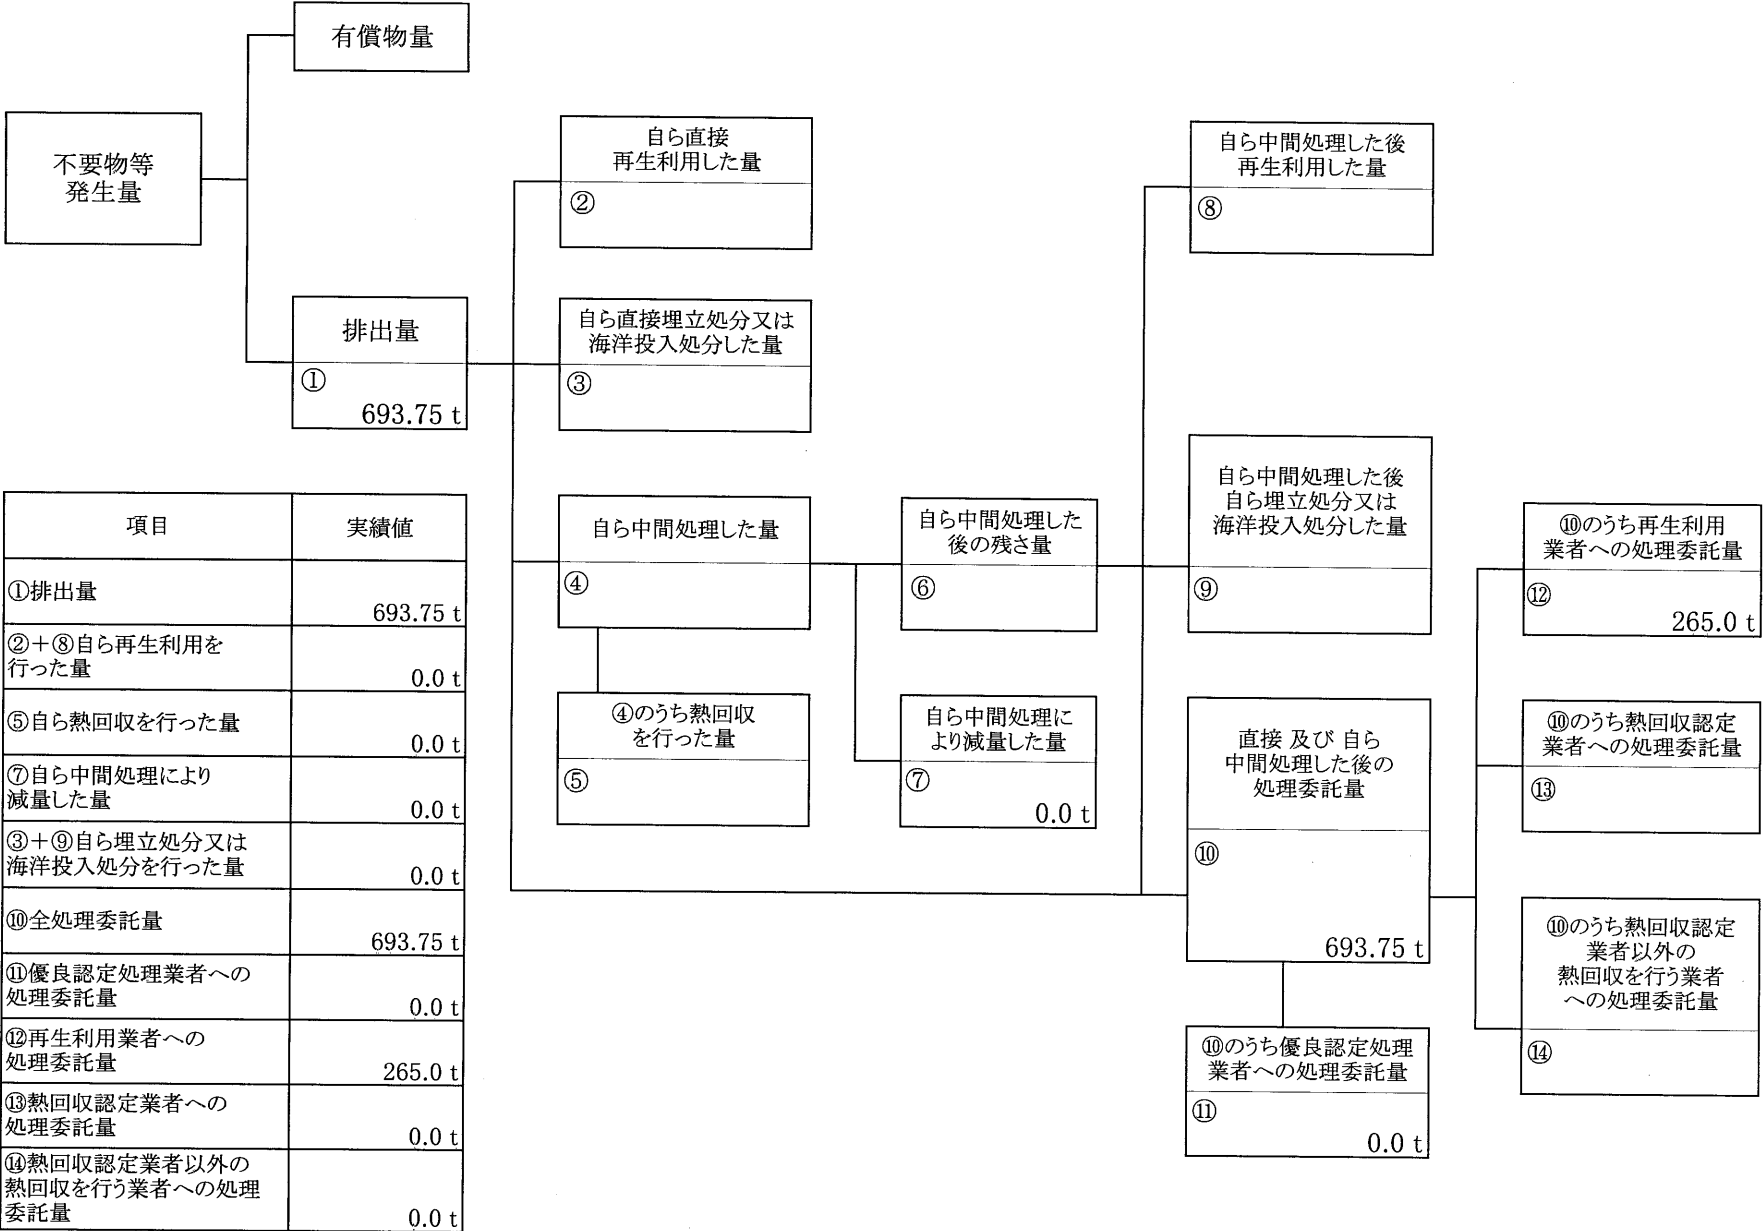 有償物量
不要物等
発生量
排出量
①
693.75 t
自ら直接
再生利用した量
②
自ら直接埋立処分又は
海洋投入処分した量
③
自ら中間処理した量
④
④のうち熱回収
を行った量
⑤
自ら中間処理した
後の残さ量
⑥
自ら中間処理に
より減量した量
⑦
0.0 t
自ら中間処理した後
再生利用した量
⑧
自ら中間処理した後
自ら埋立処分又は
海洋投入処分した量
⑨
直接 及び 自ら
中間処理した後の
処理委託量
⑩
693.75 t
⑩のうち優良認定処理
業者への処理委託量
⑪
0.0 t
⑩のうち再生利用
業者への処理委託量
⑫
265.0 t
⑩のうち熱回収認定
業者への処理委託量
⑬
⑩のうち熱回収認定
業者以外の
熱回収を行う業者
への処理委託量
⑭
項目 実績値
①排出量
693.75 t
②＋⑧自ら再生利用を
行った量
0.0 t
⑤自ら熱回収を行った量
0.0 t
⑦自ら中間処理により
減量した量
0.0 t
③＋⑨自ら埋立処分又は
海洋投入処分を行った量
0.0 t
⑩全処理委託量
693.75 t
⑪優良認定処理業者への
処理委託量
0.0 t
⑫再生利用業者への
処理委託量
265.0 t
⑬熱回収認定業者への
処理委託量
0.0 t
⑭熱回収認定業者以外の
熱回収を行う業者への処理
委託量
0.0 t